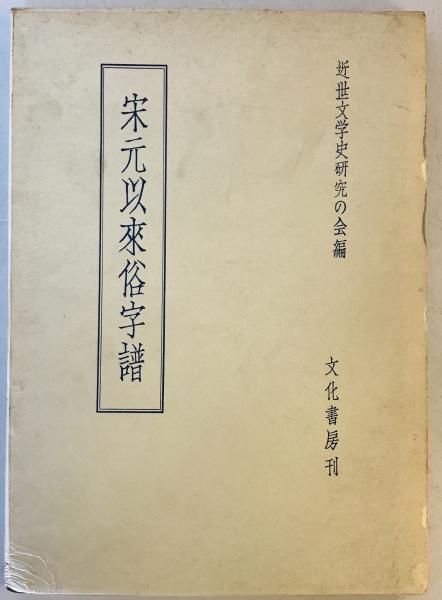 近世文学史研究の会編
宋元以來俗字譜
文化書房刊